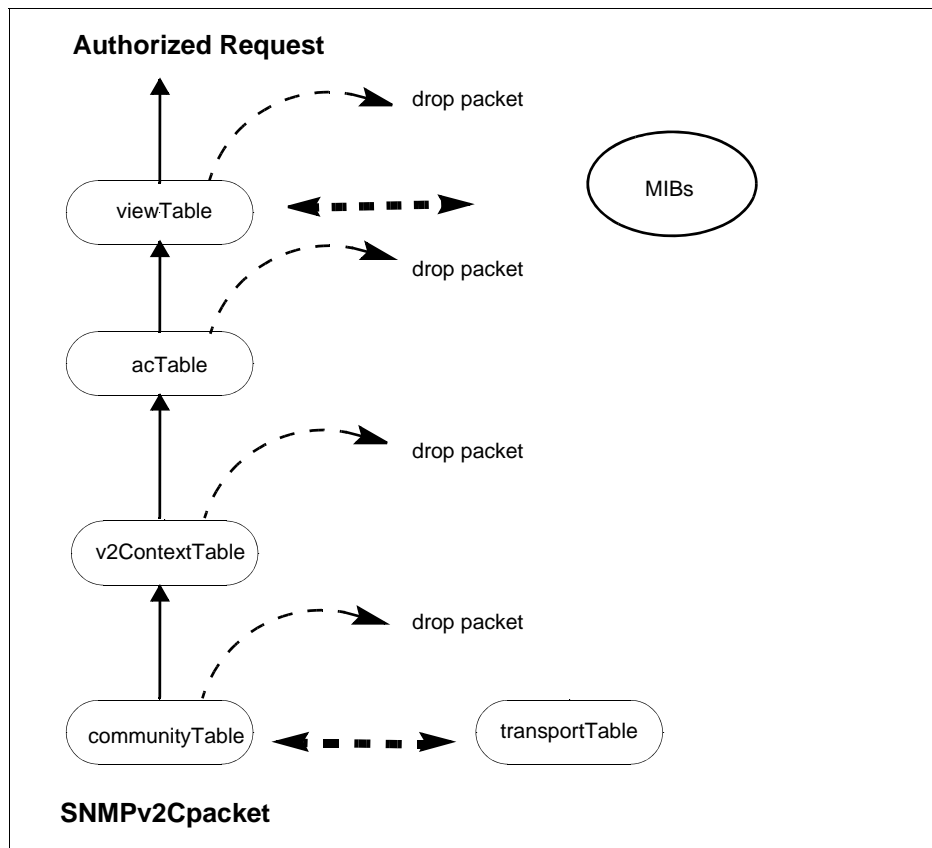 Authorized Request
drop packet
viewTable
MIBs
drop packet
acTable
drop packet
v2ContextTable
drop packet
communityTable
transportTable
SNMPv2Cpacket